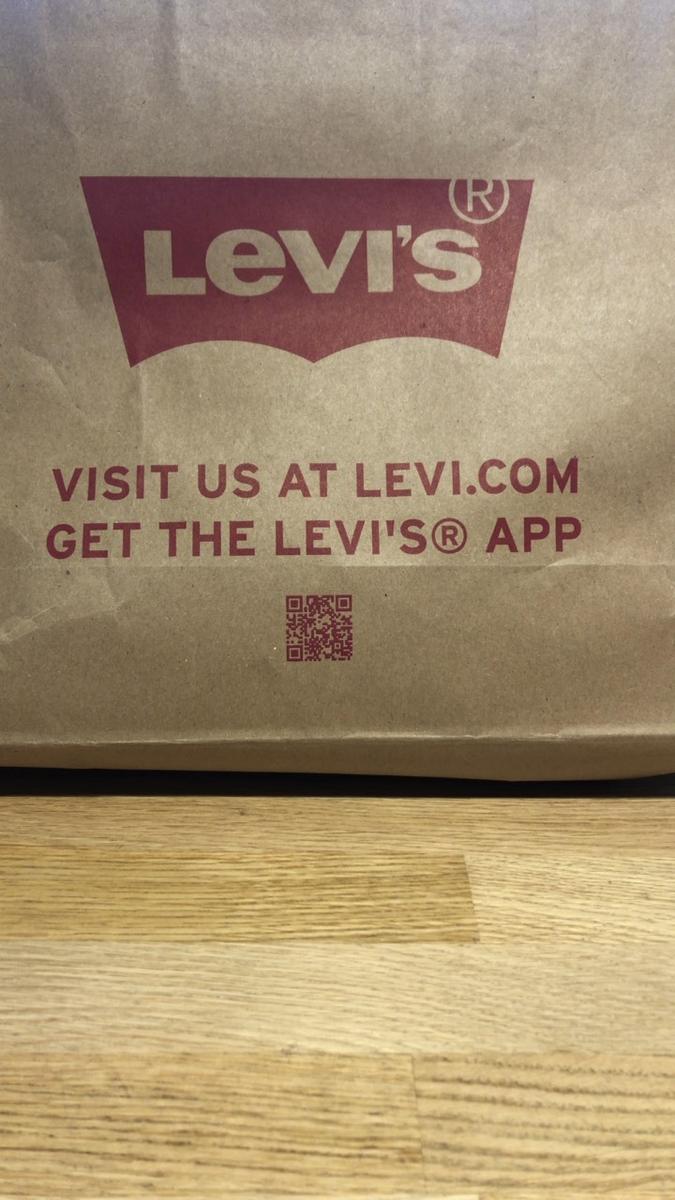 LEVI'S®
VISIT US AT LEVI.COM
GET THE LEVI'S® APP